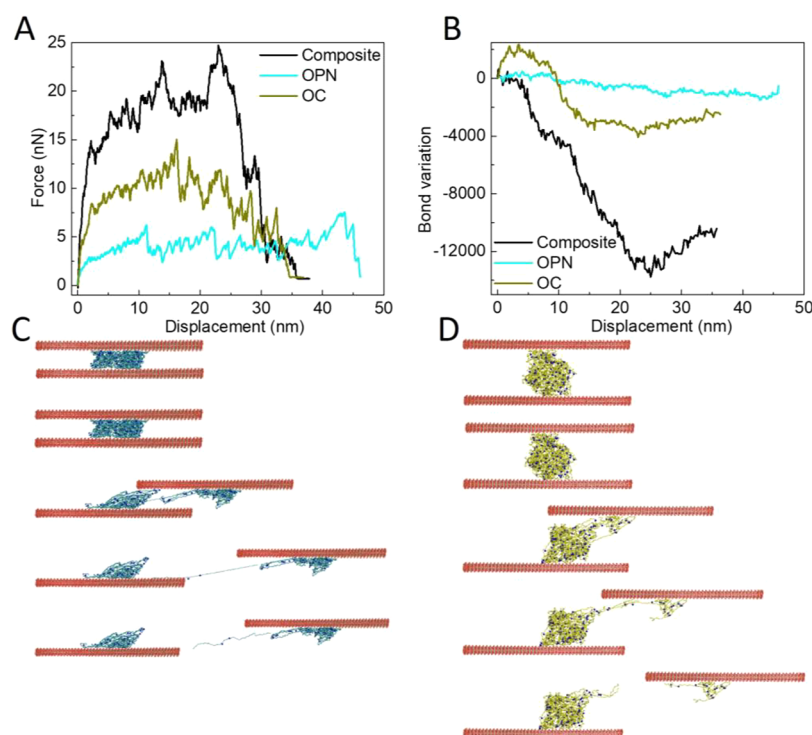 A
25
20
15
10
5
0
Force (nN)
Composite
OPN
OC
0 10 20 30 40 50
Displacement (nm)
B
0
-4000
-8000
-12000
Bond variation
Composite
OPN
OC
0 10 20 30 40 50
Displacement (nm)
C
D